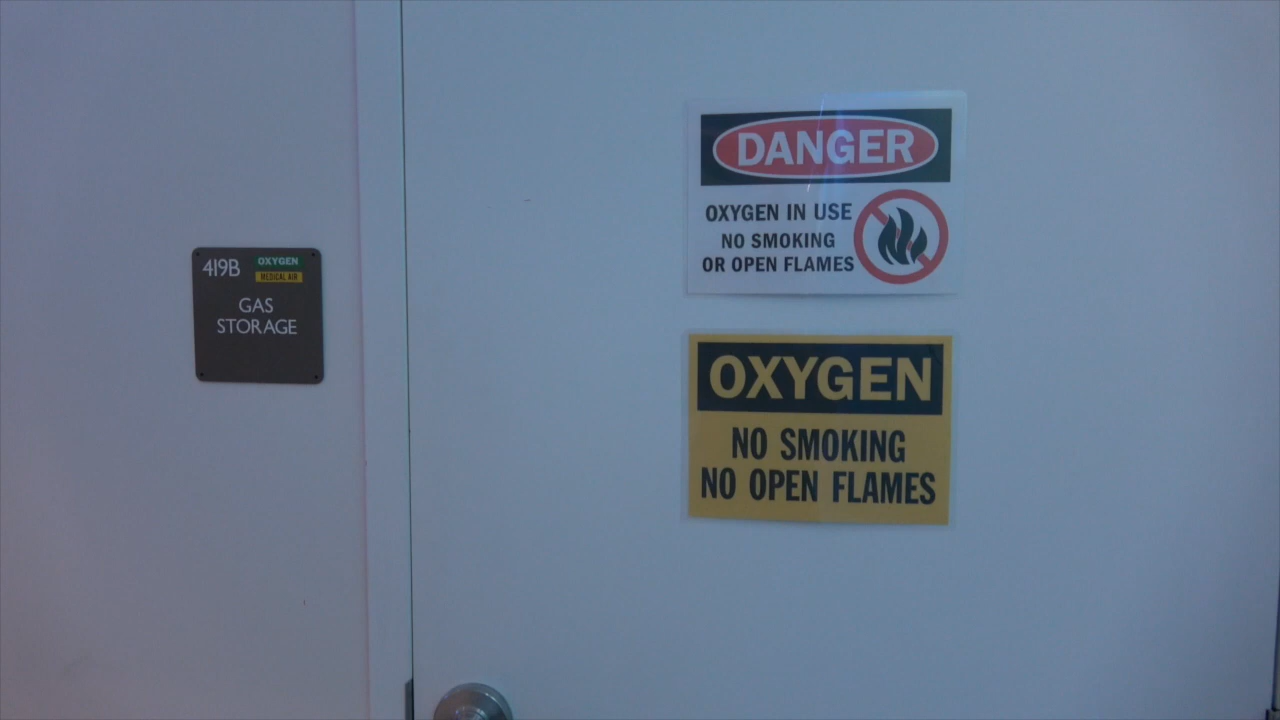 419B
OXYGEN
MEDICAL AIR
GAS
STORAGE
DANGER
OXYGEN IN USE
NO SMOKING
OR OPEN FLAMES
OXYGEN
NO SMOKING
NO OPEN FLAMES